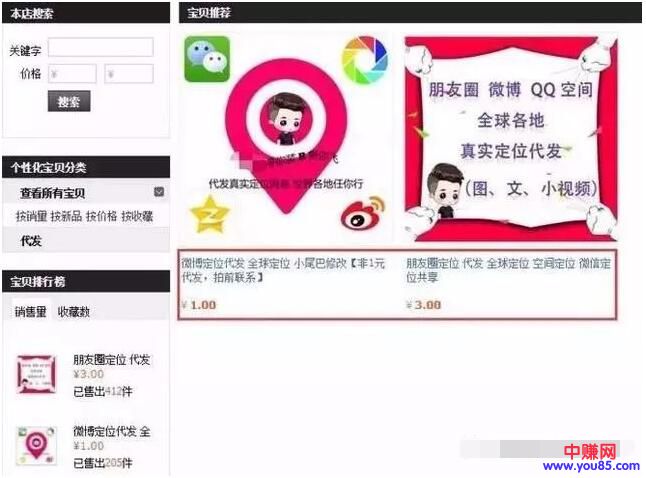 本店搜索
关键字
价格 ¥ ¥
搜索
个性化宝贝分类
查看所有宝贝
按销量 按新品 按价格 按收藏
代发
宝贝排行榜
销售量 收藏数
朋友圈定位 代发
¥3.00
已售出412件
微博定位代发 全
¥1.00
已售出205件
宝贝推荐
代发真实定位消息 世界各地任你行
朋友圈 微博 QQ空间
全球各地
真实定位代发
(图、文、小视频)
微博定位代发 全球定位 小尾巴修改【非1元
代发，拍前联系】
¥ 1.00
朋友圈定位 代发 全球定位 空间定位 微信定
位共享
¥ 3.00
中赚网
www.you85.com